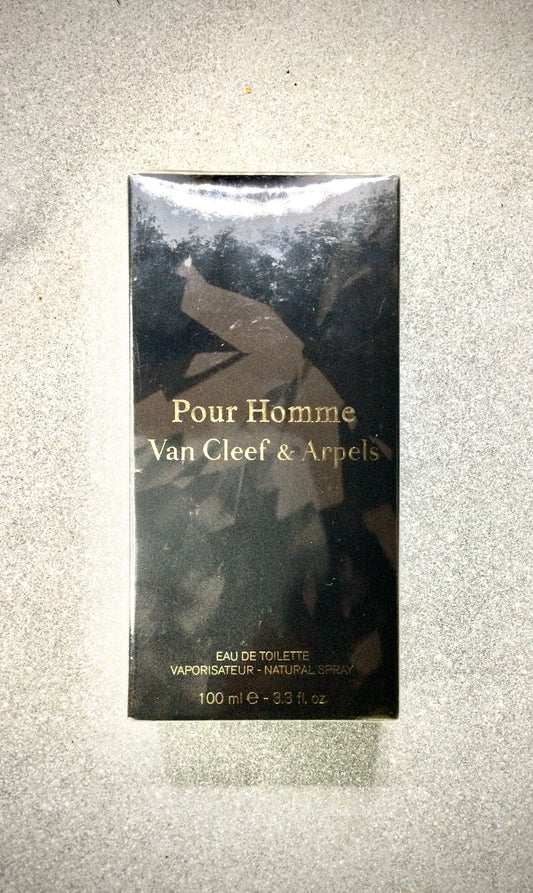 Pour Homme
Van Cleef & Arpels
EAU DE TOILETTE
VAPORISATEUR - NATURAL SPRAY
100 ml ℮ - 3.3 fl. oz.